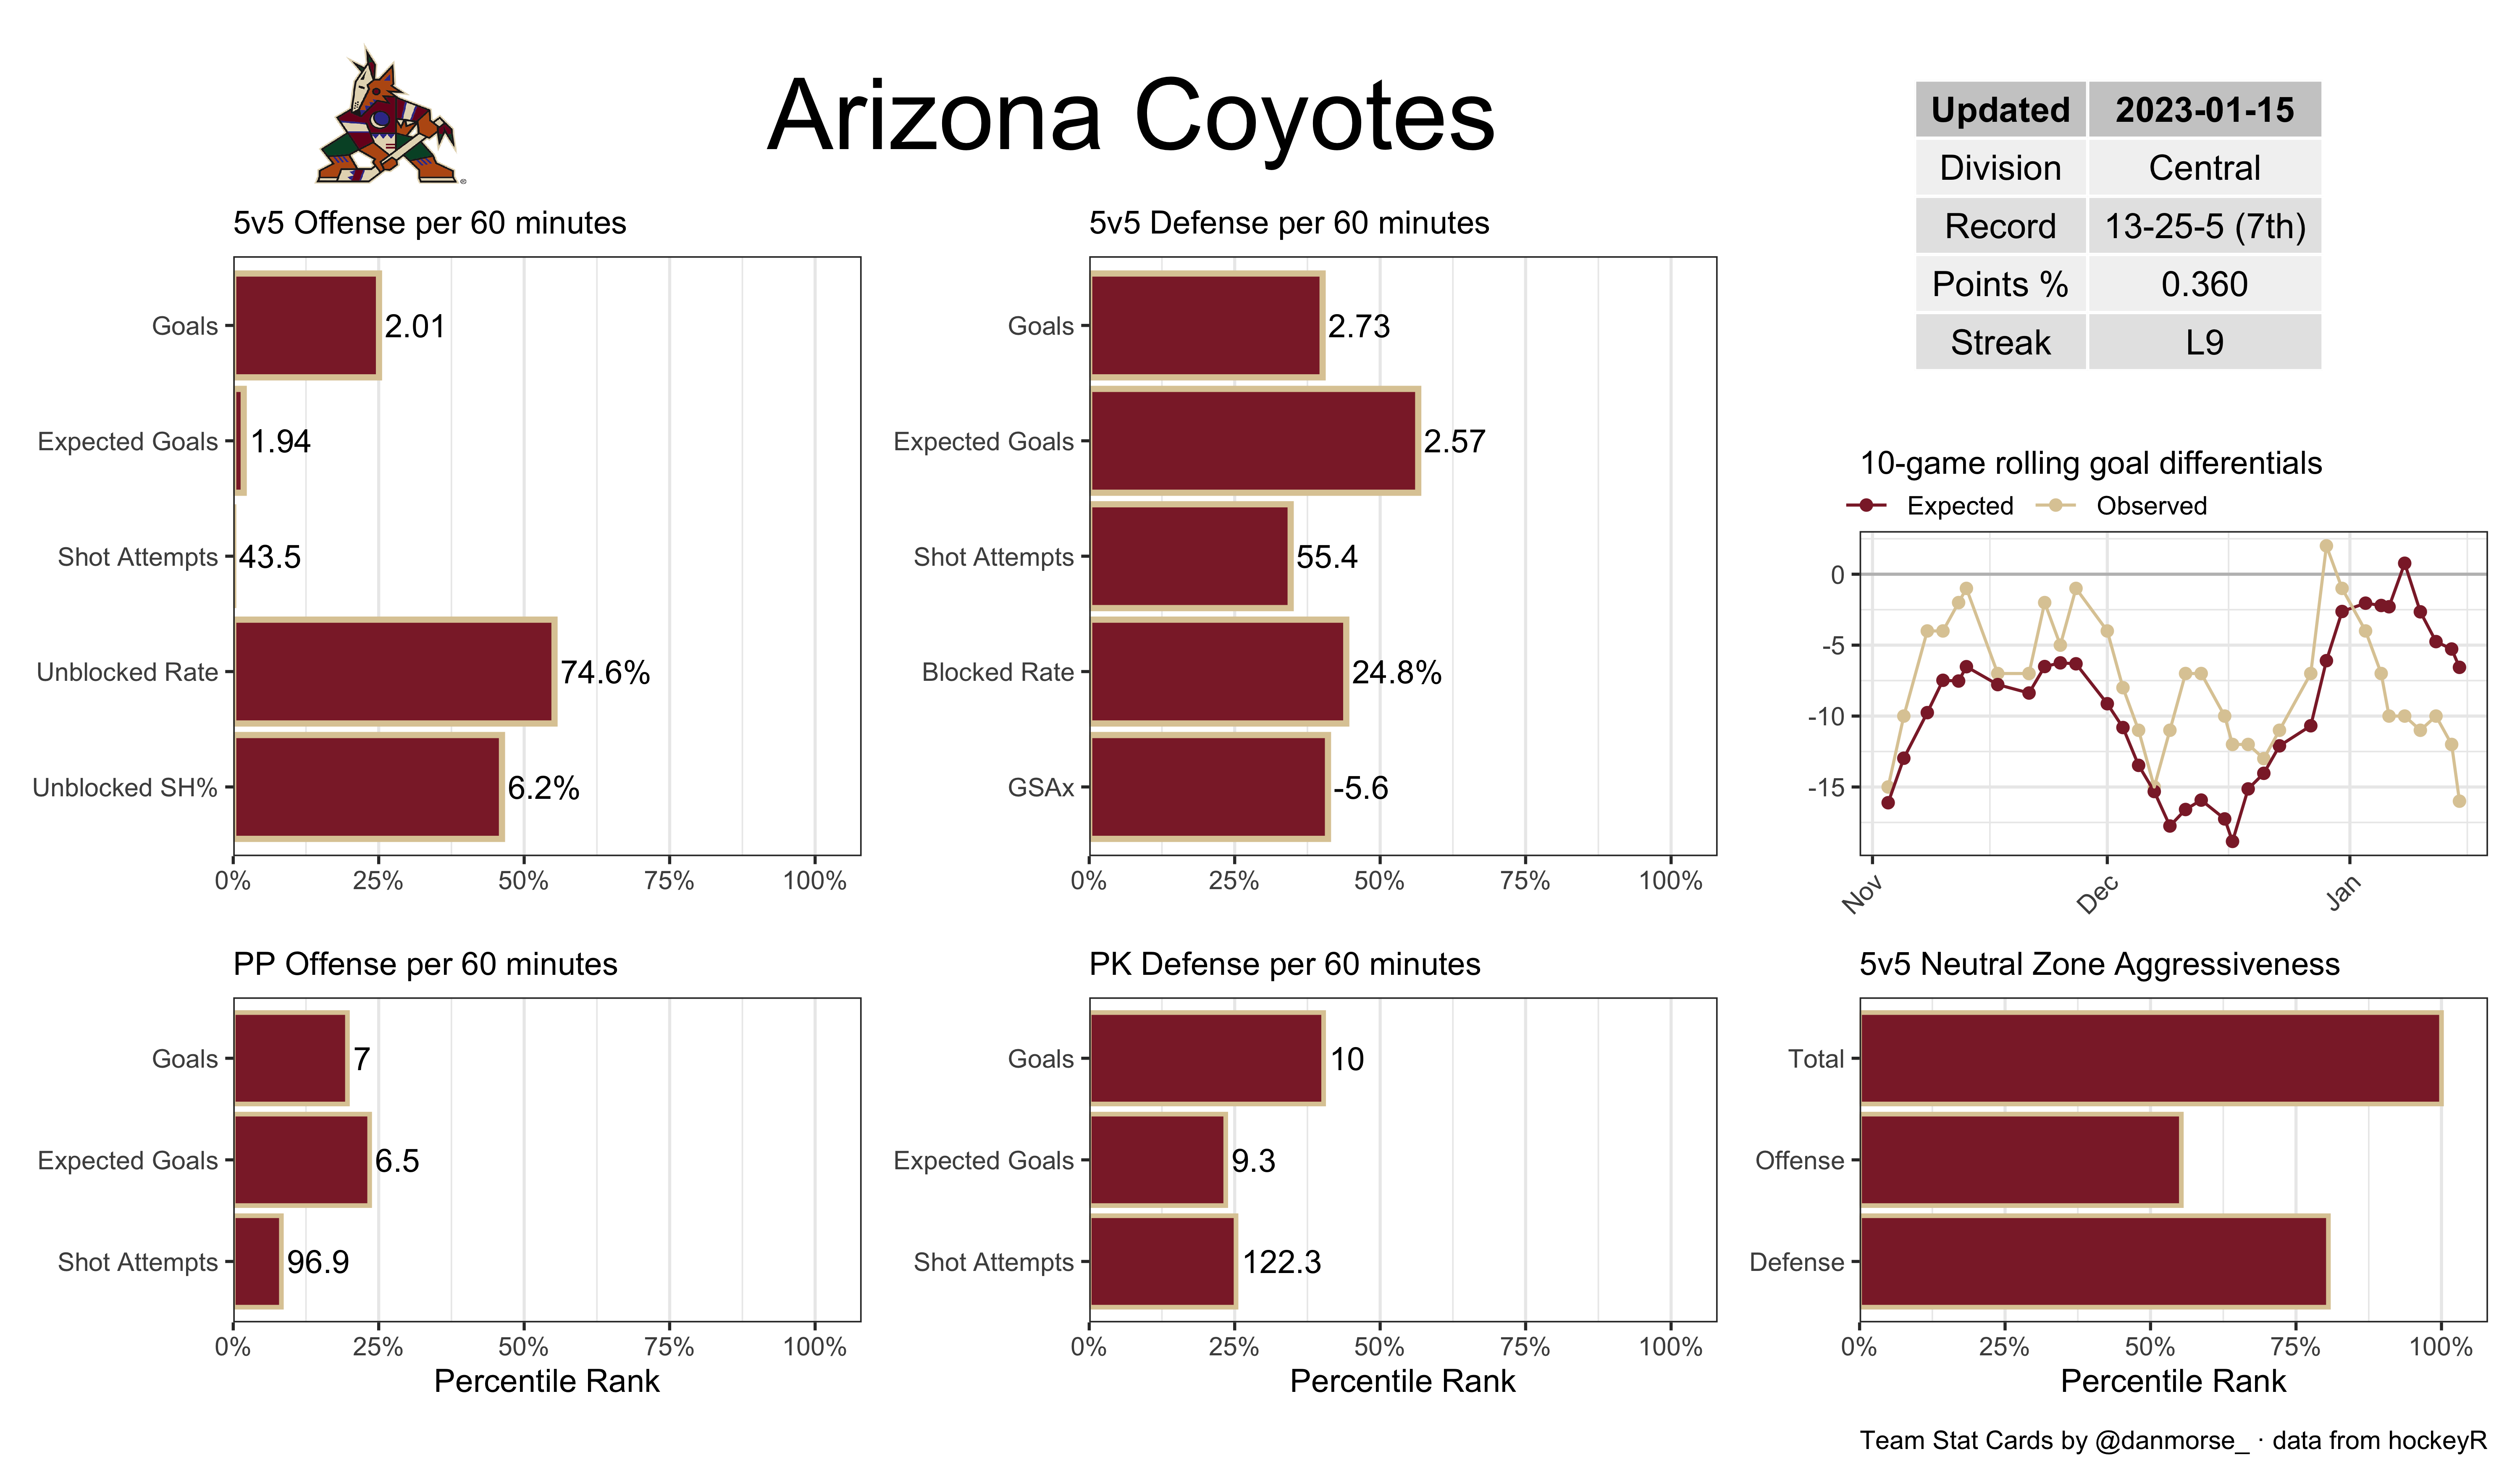 Arizona Coyotes
Updated 2023-01-15
Division Central
Record 13-25-5 (7th)
Points % 0.360
Streak L9
5v5 Offense per 60 minutes
Goals 2.01
Expected Goals 1.94
Shot Attempts 43.5
Unblocked Rate 74.6%
Unblocked SH% 6.2%
0% 25% 50% 75% 100%
5v5 Defense per 60 minutes
Goals 2.73
Expected Goals 2.57
Shot Attempts 55.4
Blocked Rate 24.8%
GSAx -5.6
0% 25% 50% 75% 100%
10-game rolling goal differentials
Expected Observed
0
-5
-10
-15
Nov Dec Jan
PP Offense per 60 minutes
Goals 7
Expected Goals 6.5
Shot Attempts 96.9
0% 25% 50% 75% 100%
Percentile Rank
PK Defense per 60 minutes
Goals 10
Expected Goals 9.3
Shot Attempts 122.3
0% 25% 50% 75% 100%
Percentile Rank
5v5 Neutral Zone Aggressiveness
Total
Offense
Defense
0% 25% 50% 75% 100%
Percentile Rank
Team Stat Cards by @danmorse_ · data from hockeyR